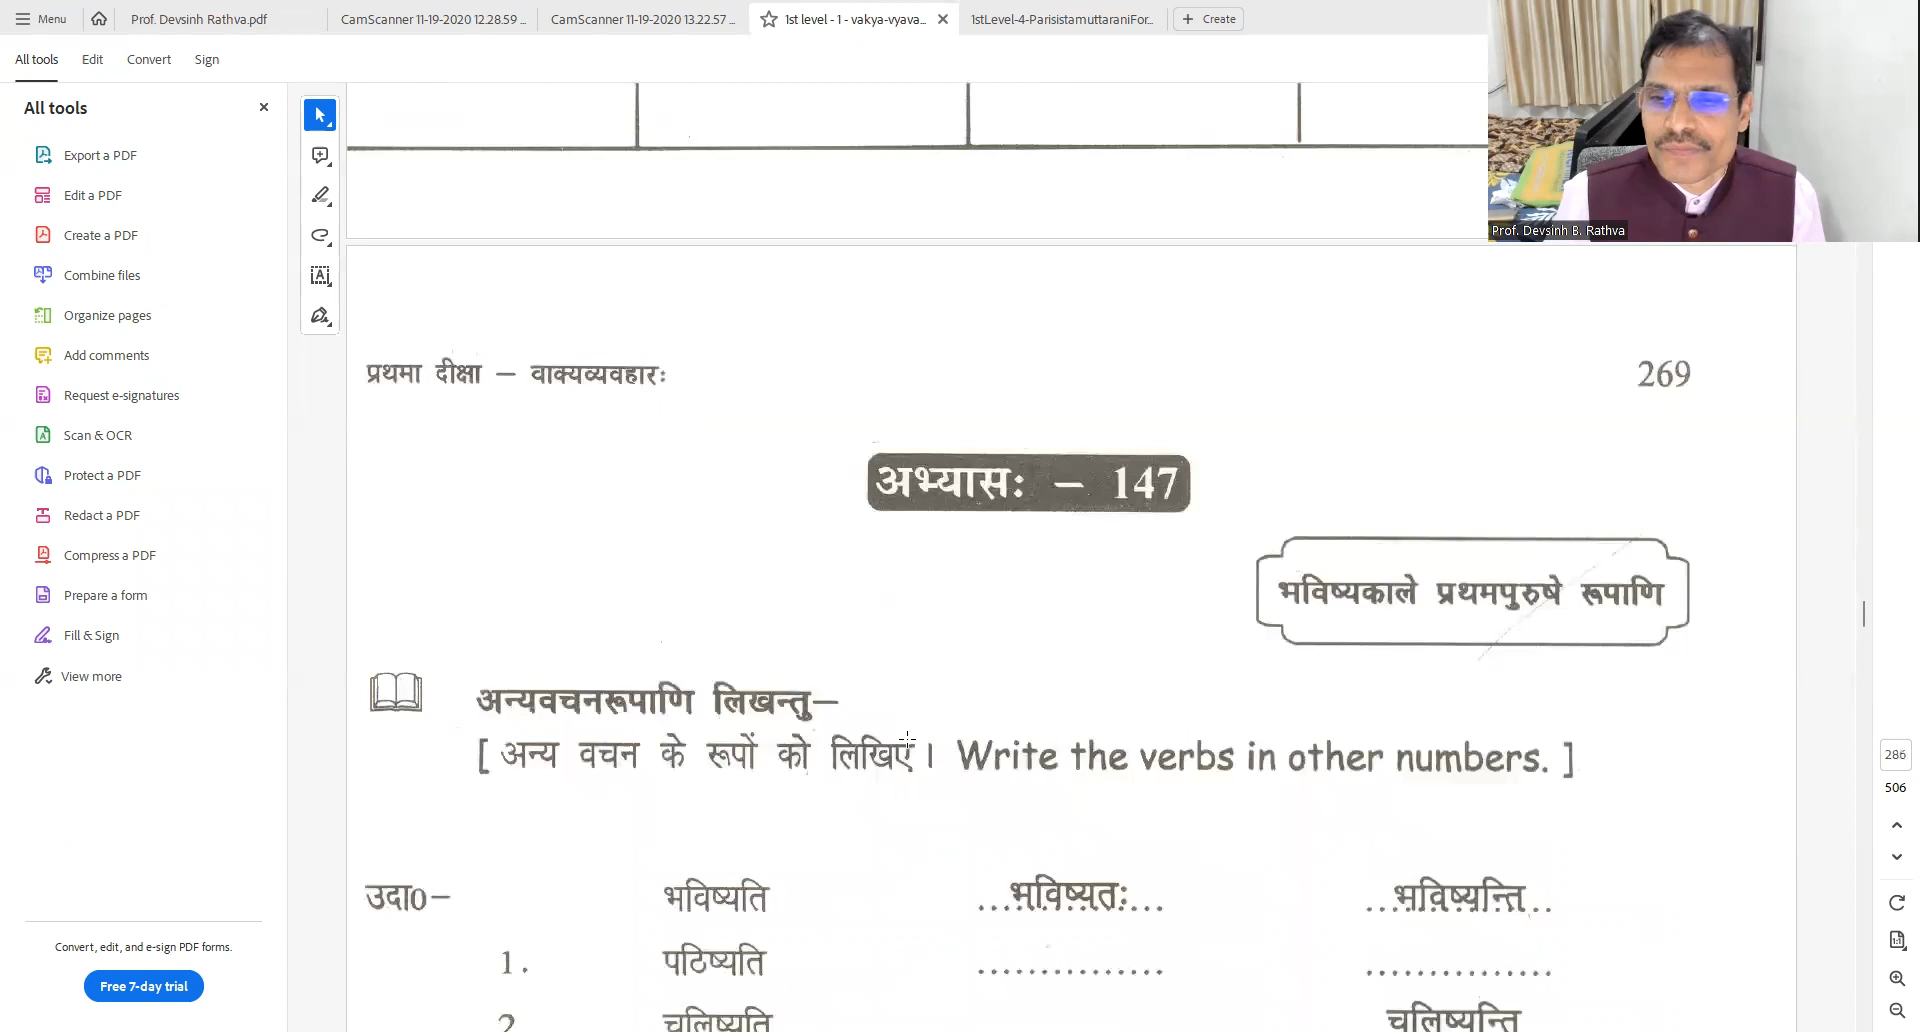 Menu
Prof. Devsinh Rathva.pdf
CamScanner 11-19-2020 12.28.59 ...
CamScanner 11-19-2020 13.22.57 ...
1st level - 1 - vakya-vyava...
1stLevel-4-ParisistamuttaraniFor...
Create
All tools
Edit
Convert
Sign
All tools
Export a PDF
Edit a PDF
Create a PDF
Combine files
Organize pages
Add comments
Request e-signatures
Scan & OCR
Protect a PDF
Redact a PDF
Compress a PDF
Prepare a form
Fill & Sign
View more
Convert, edit, and e-sign PDF forms.
Free 7-day trial
Prof. Devsinh B. Rathva
प्रथमा दीक्षा – वाक्यव्यवहारः 269
अभ्यासः – 147
भविष्यकाले प्रथमपुरुषे रूपाणि
अन्यवचनरूपाणि लिखन्तु–
[ अन्य वचन के रूपों को लिखिए। Write the verbs in other numbers. ]
उदा0– भविष्यति ...भविष्यतः... ...भविष्यन्ति...
1. पठिष्यति ............... ...............
2 चलिष्यति चलिष्यन्ति
286
506